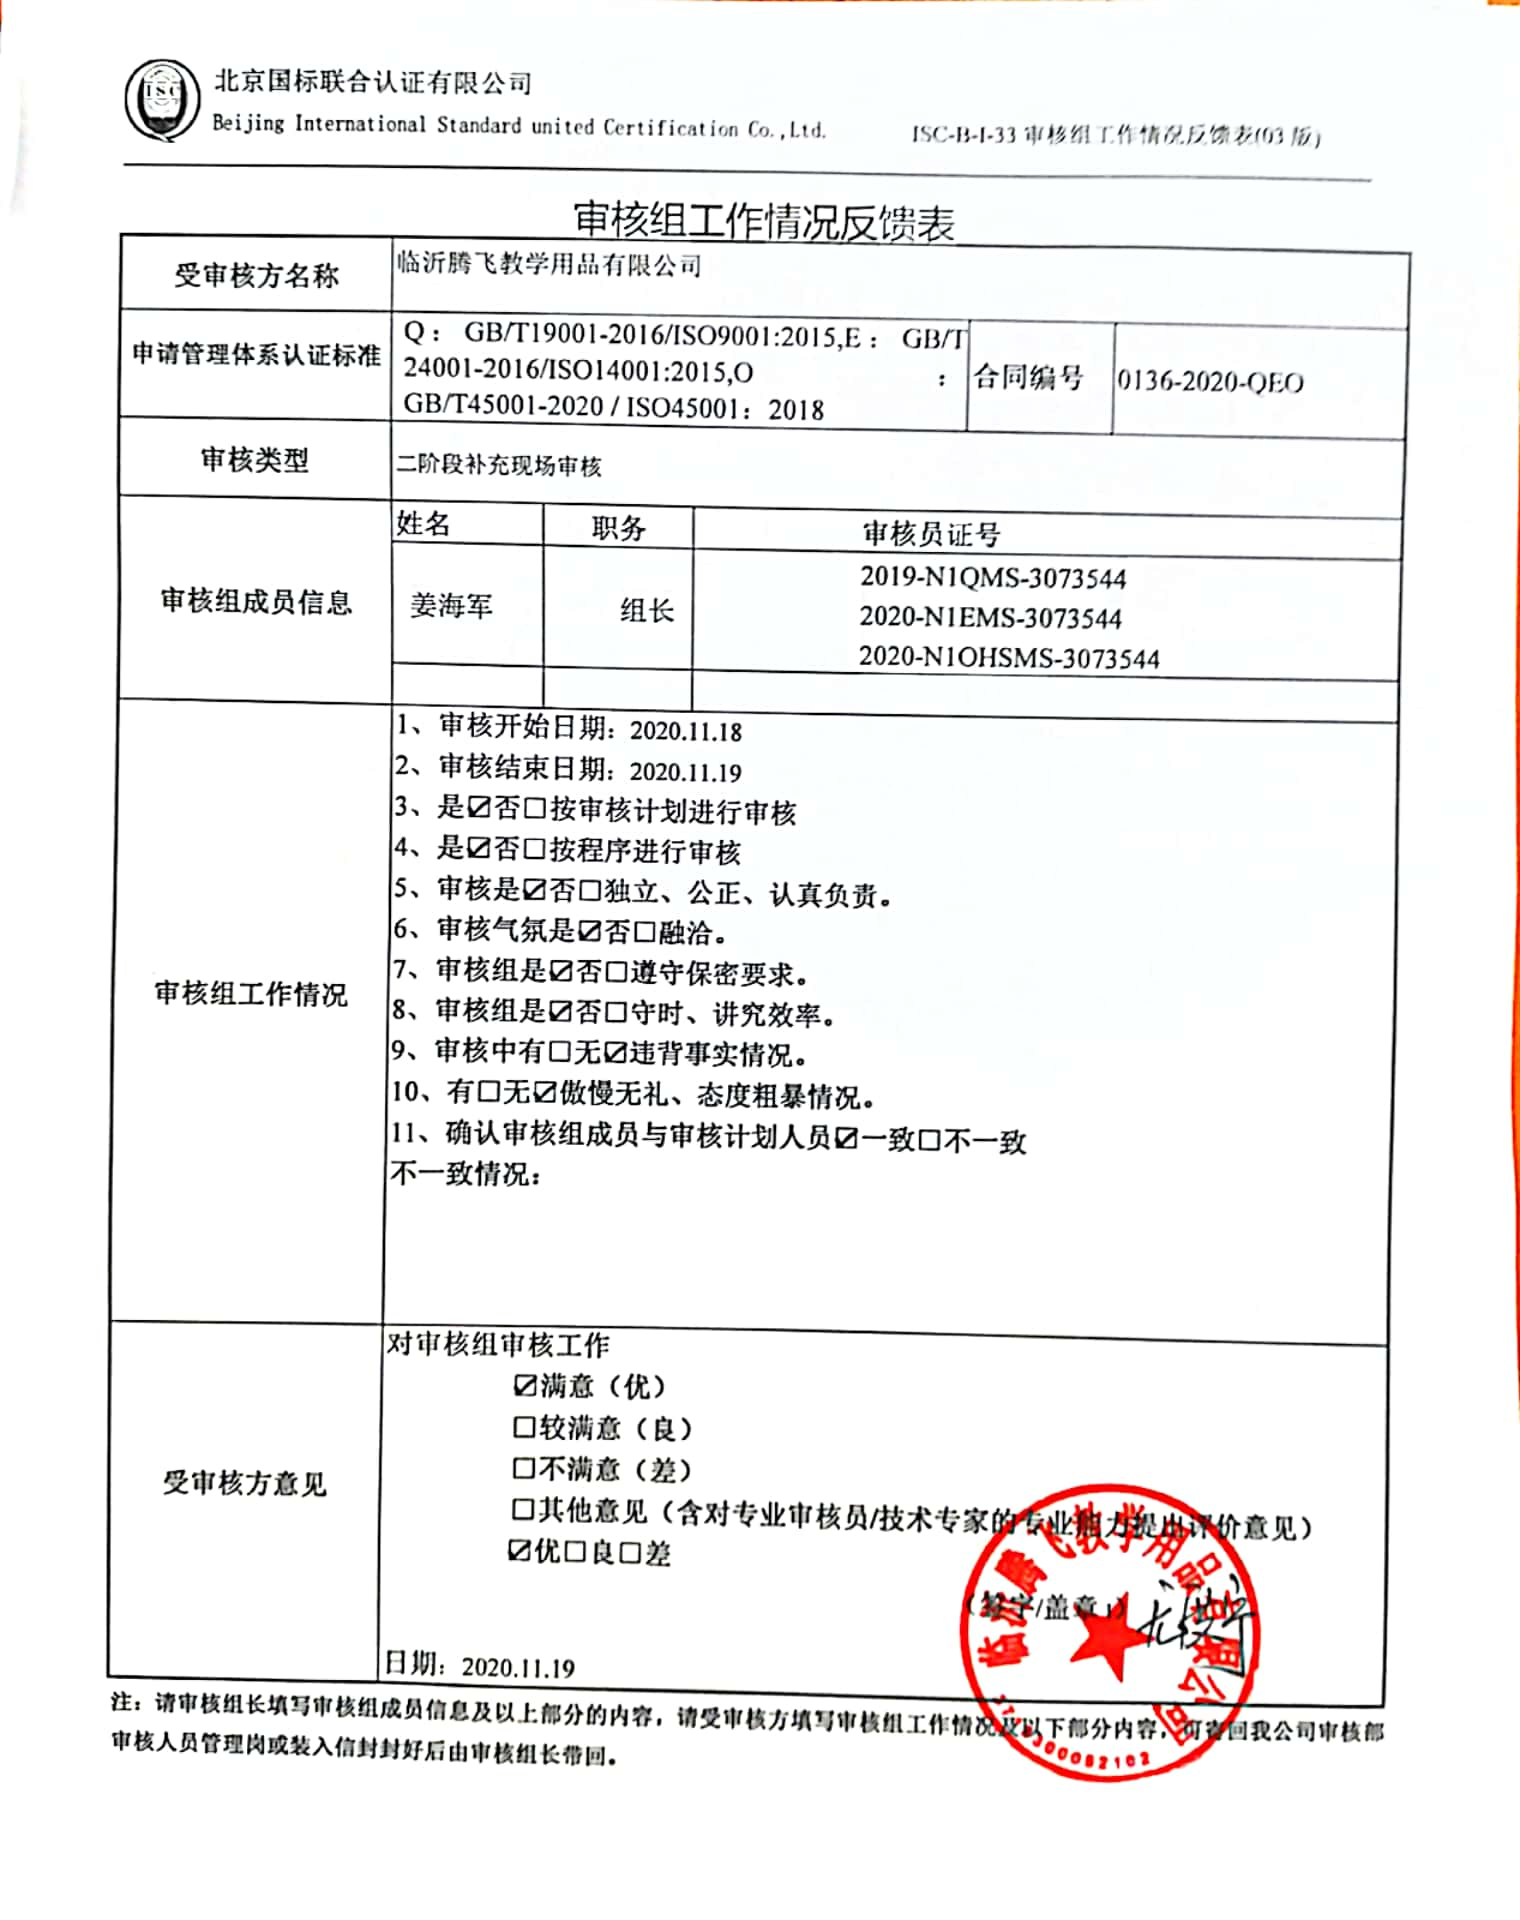 ISC
北京国标联合认证有限公司
Beijing International Standard united Certification Co.,Ltd.
ISC-B-I-33 审核组工作情况反馈表(03 版)
审核组工作情况反馈表
受审核方名称
临沂腾飞教学用品有限公司
申请管理体系认证标准
Q： GB/T19001-2016/ISO9001:2015,E： GB/T
24001-2016/ISO14001:2015,O ：
GB/T45001-2020 / ISO45001：2018
合同编号
0136-2020-QEO
审核类型
二阶段补充现场审核
审核组成员信息
姓名 职务 审核员证号
姜海军 组长
2019-N1QMS-3073544
2020-N1EMS-3073544
2020-N1OHSMS-3073544
审核组工作情况
1、审核开始日期：2020.11.18
2、审核结束日期：2020.11.19
3、是☑否□按审核计划进行审核
4、是☑否□按程序进行审核
5、审核是☑否□独立、公正、认真负责。
6、审核气氛是☑否□融洽。
7、审核组是☑否□遵守保密要求。
8、审核组是☑否□守时、讲究效率。
9、审核中有□无☑违背事实情况。
10、有□无☑傲慢无礼、态度粗暴情况。
11、确认审核组成员与审核计划人员☑一致□不一致
不一致情况：
受审核方意见
对审核组审核工作
☑满意（优）
□较满意（良）
□不满意（差）
□其他意见（含对专业审核员/技术专家的专业能力提出评价意见）
☑优□良□差
（签字/盖章）
日期：2020.11.19
临沂腾飞教学用品有限公司
注：请审核组长填写审核组成员信息及以上部分的内容，请受审核方填写审核组工作情况及以下部分内容，可寄回我公司审核部
审核人员管理岗或装入信封封好后由审核组长带回。